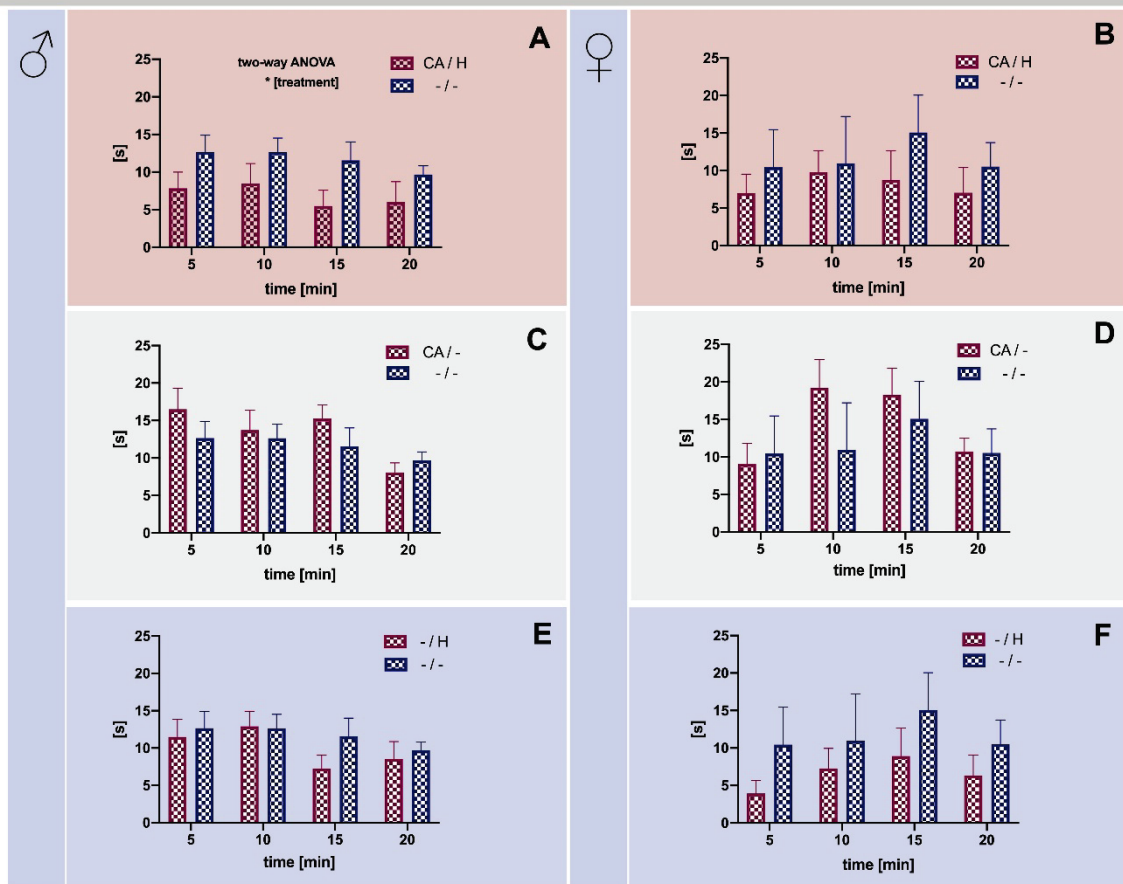 ♂
A
two-way ANOVA
* [treatment]
CA / H
- / -
25
20
15
10
5
0
[s]
5 10 15 20
time [min]
♀
B
CA / H
- / -
25
20
15
10
5
0
[s]
5 10 15 20
time [min]
C
CA / -
- / -
25
20
15
10
5
0
[s]
5 10 15 20
time [min]
D
CA / -
- / -
25
20
15
10
5
0
[s]
5 10 15 20
time [min]
E
- / H
- / -
25
20
15
10
5
0
[s]
5 10 15 20
time [min]
F
- / H
- / -
25
20
15
10
5
0
[s]
5 10 15 20
time [min]